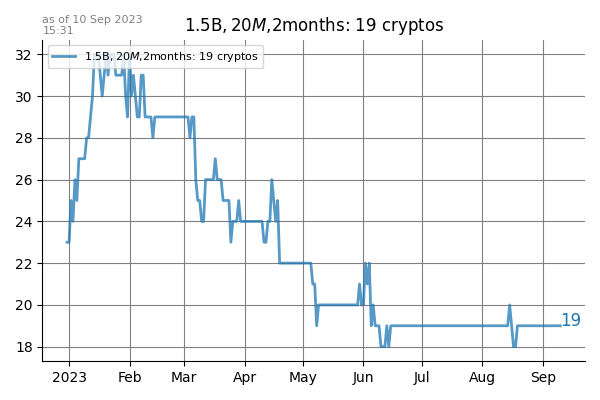 as of 10 Sep 2023
15:31
1.5B, 20M,2months: 19 cryptos
1.5B, 20M,2months: 19 cryptos
32
30
28
26
24
22
20
18
19
2023 Feb Mar Apr May Jun Jul Aug Sep